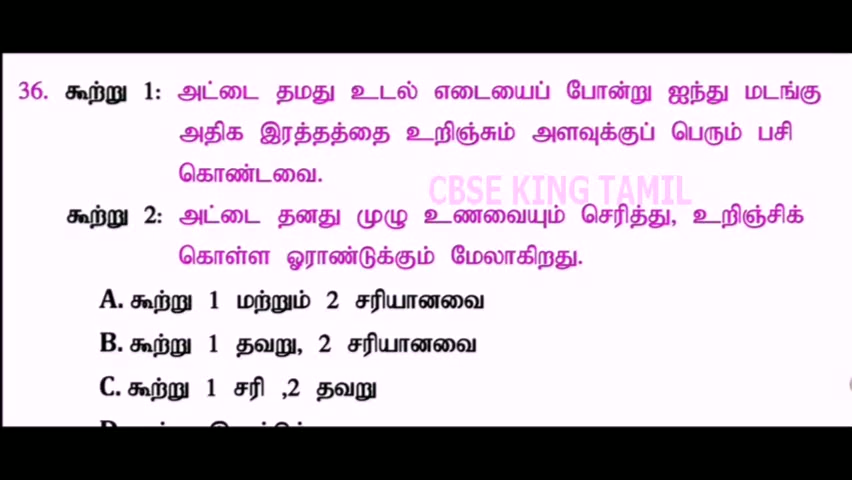 36. கூற்று 1: அட்டை தமது உடல் எடையைப் போன்று ஐந்து மடங்கு
அதிக இரத்தத்தை உறிஞ்சும் அளவுக்குப் பெரும் பசி
கொண்டவை.
CBSE KING TAMIL
கூற்று 2: அட்டை தனது முழு உணவையும் செரித்து, உறிஞ்சிக்
கொள்ள ஓராண்டுக்கும் மேலாகிறது.
A. கூற்று 1 மற்றும் 2 சரியானவை
B. கூற்று 1 தவறு, 2 சரியானவை
C. கூற்று 1 சரி ,2 தவறு